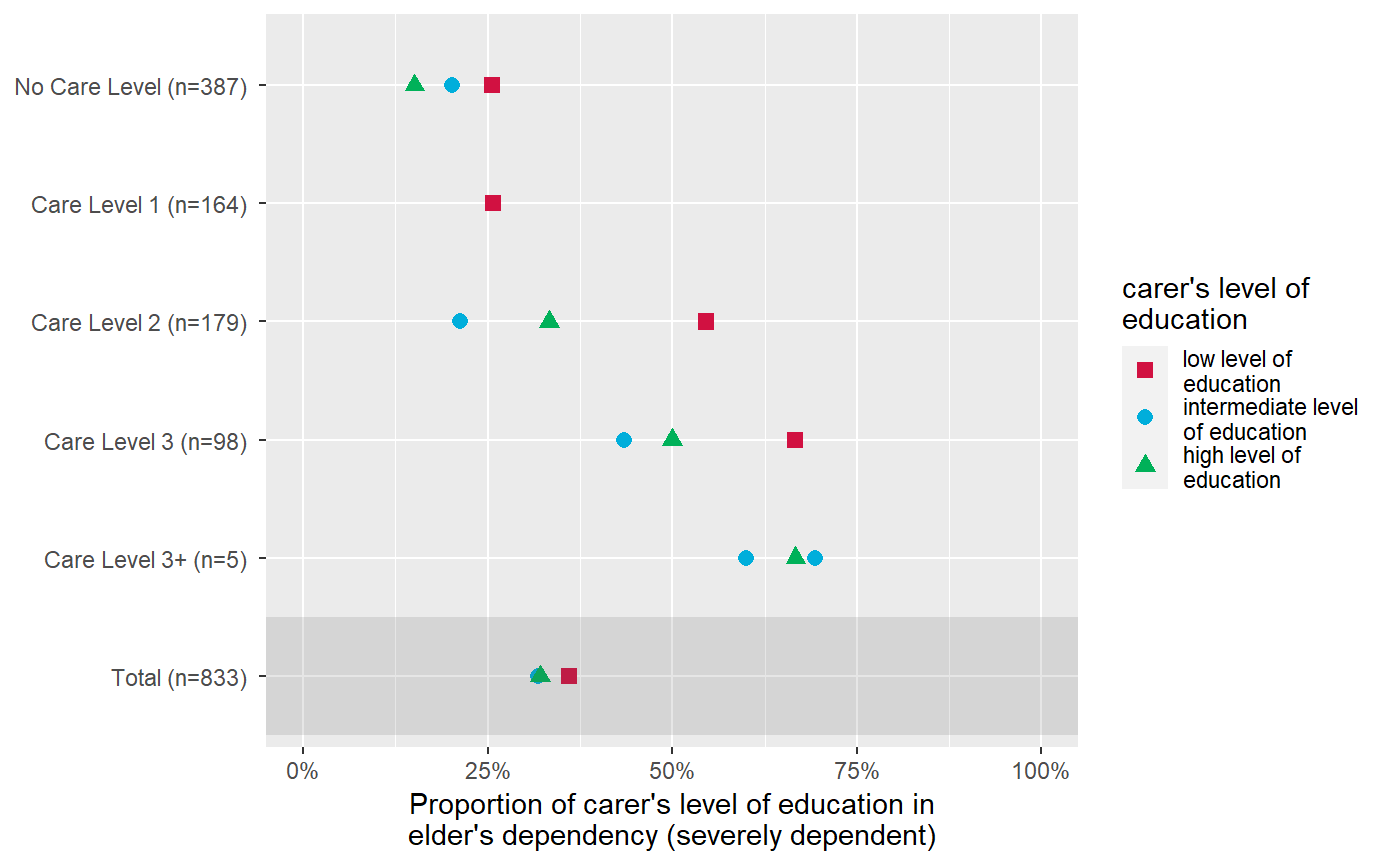 No Care Level (n=387)
Care Level 1 (n=164)
Care Level 2 (n=179)
Care Level 3 (n=98)
Care Level 3+ (n=5)
Total (n=833)
0%
25%
50%
75%
100%
Proportion of carer's level of education in
elder's dependency (severely dependent)
carer's level of
education
low level of
education
intermediate level
of education
high level of
education